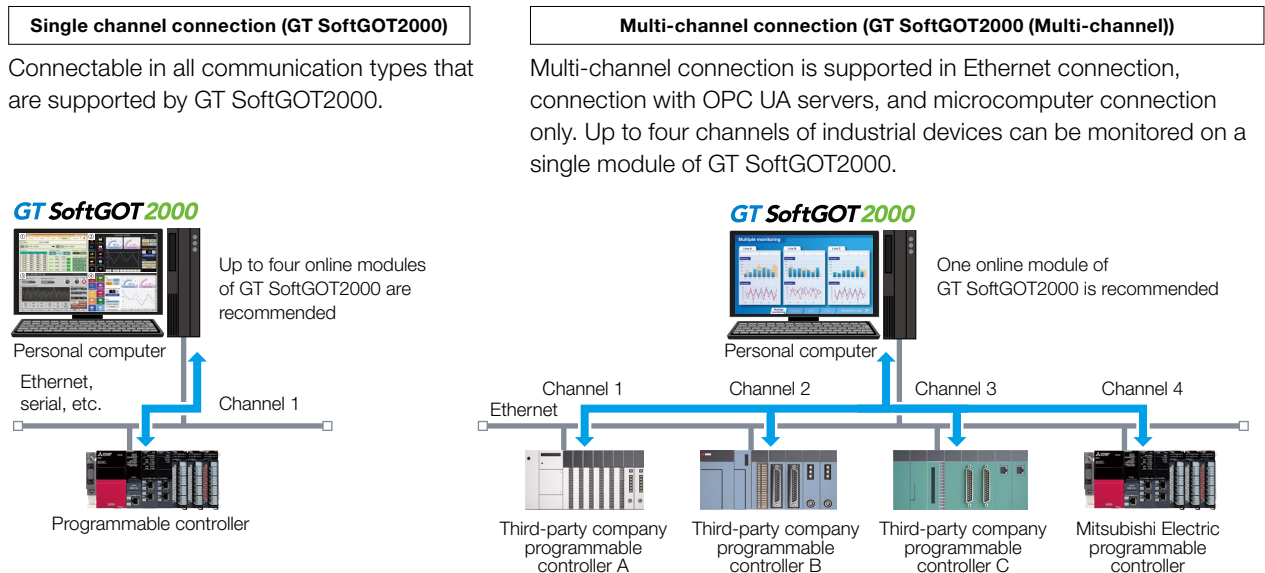 Single channel connection (GT SoftGOT2000)
Connectable in all communication types that
are supported by GT SoftGOT2000.
GT SoftGOT2000
Up to four online modules
of GT SoftGOT2000 are
recommended
Personal computer
Ethernet,
serial, etc.
Channel 1
Programmable controller
Multi-channel connection (GT SoftGOT2000 (Multi-channel))
Multi-channel connection is supported in Ethernet connection,
connection with OPC UA servers, and microcomputer connection
only. Up to four channels of industrial devices can be monitored on a
single module of GT SoftGOT2000.
GT SoftGOT2000
Multiple monitoring
Line A
Line B
Line C
One online module of
GT SoftGOT2000 is recommended
Personal computer
Channel 1
Channel 2
Channel 3
Channel 4
Ethernet
Third-party company
programmable
controller A
Third-party company
programmable
controller B
Third-party company
programmable
controller C
Mitsubishi Electric
programmable
controller